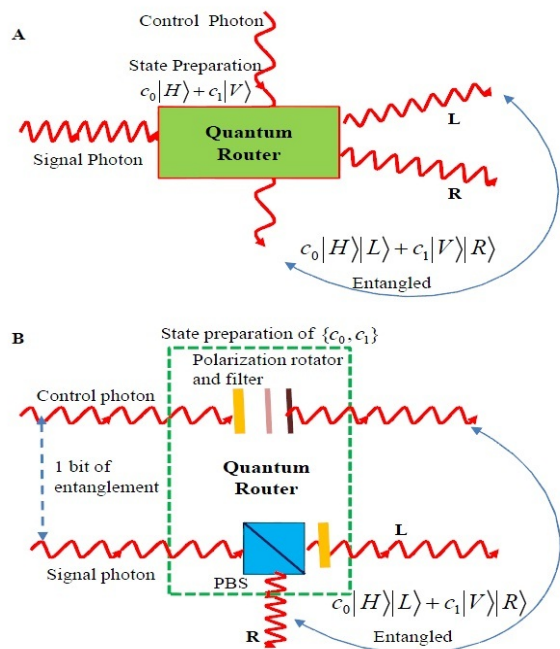 A
Control Photon
State Preparation
c₀|H⟩ + c₁|V⟩
Signal Photon
Quantum
Router
L
R
c₀|H⟩|L⟩ + c₁|V⟩|R⟩
Entangled
B
State preparation of {c₀, c₁}
Polarization rotator
and filter
Control photon
1 bit of
entanglement
Quantum
Router
L
Signal photon
PBS
c₀|H⟩|L⟩ + c₁|V⟩|R⟩
R
Entangled